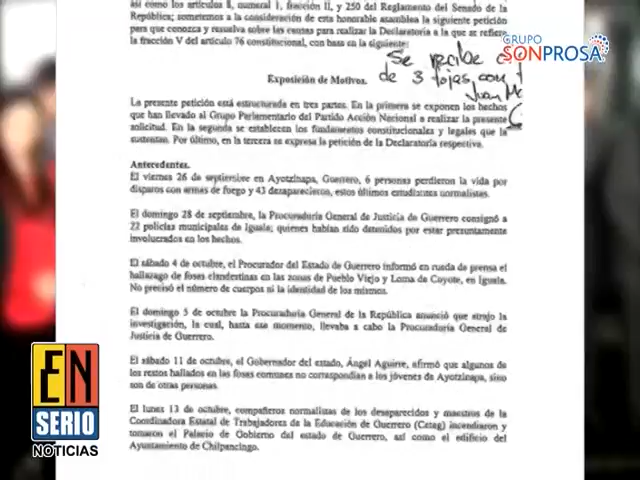 así como los artículos 8, numeral 1, fracción II, y 250 del Reglamento del Senado de la
República; sometemos a la consideración de esta honorable asamblea la siguiente petición
para que conozca y resuelva sobre las causas para realizar la Declaratoria a la que se refiere
la fracción V del artículo 76 constitucional, con base en la siguiente:
GRUPO
SONPROSA
Se recibe
de 3 fojas, con
Juan
Exposición de Motivos.
La presente petición está estructurada en tres partes. En la primera se exponen los hechos
que han llevado al Grupo Parlamentario del Partido Acción Nacional a realizar la presente
solicitud. En la segunda se establecen los fundamentos constitucionales y legales que la
sustentan. Por último, en la tercera se expresa la petición de la Declaratoria respectiva.
Antecedentes.
El viernes 26 de septiembre en Ayotzinapa, Guerrero, 6 personas perdieron la vida por
disparos con armas de fuego y 43 desaparecieron, estos últimos estudiantes normalistas.
El domingo 28 de septiembre, la Procuraduría General de Justicia de Guerrero consignó a
22 policías municipales de Iguala; quienes habían sido detenidos por estar presuntamente
involucrados en los hechos.
El sábado 4 de octubre, el Procurador del Estado de Guerrero informó en rueda de prensa el
hallazgo de fosas clandestinas en las zonas de Pueblo Viejo y Loma de Coyote, en Iguala.
No precisó el número de cuerpos ni la identidad de los mismos.
El domingo 5 de octubre la Procuraduría General de la República anunció que atrajo la
investigación, la cual, hasta ese momento, llevaba a cabo la Procuraduría General de
Justicia de Guerrero.
El sábado 11 de octubre, el Gobernador del estado, Ángel Aguirre, afirmó que algunos de
los restos hallados en las fosas comunes no correspondían a los jóvenes de Ayotzinapa, sino
son de otras personas.
El lunes 13 de octubre, compañeros normalistas de los desaparecidos y maestros de la
Coordinadora Estatal de Trabajadores de la Educación de Guerrero (Cetag) incendiaron y
tomaron el Palacio de Gobierno del estado de Guerrero, así como el edificio del
Ayuntamiento de Chilpancingo.
EN
SERIO
NOTICIAS